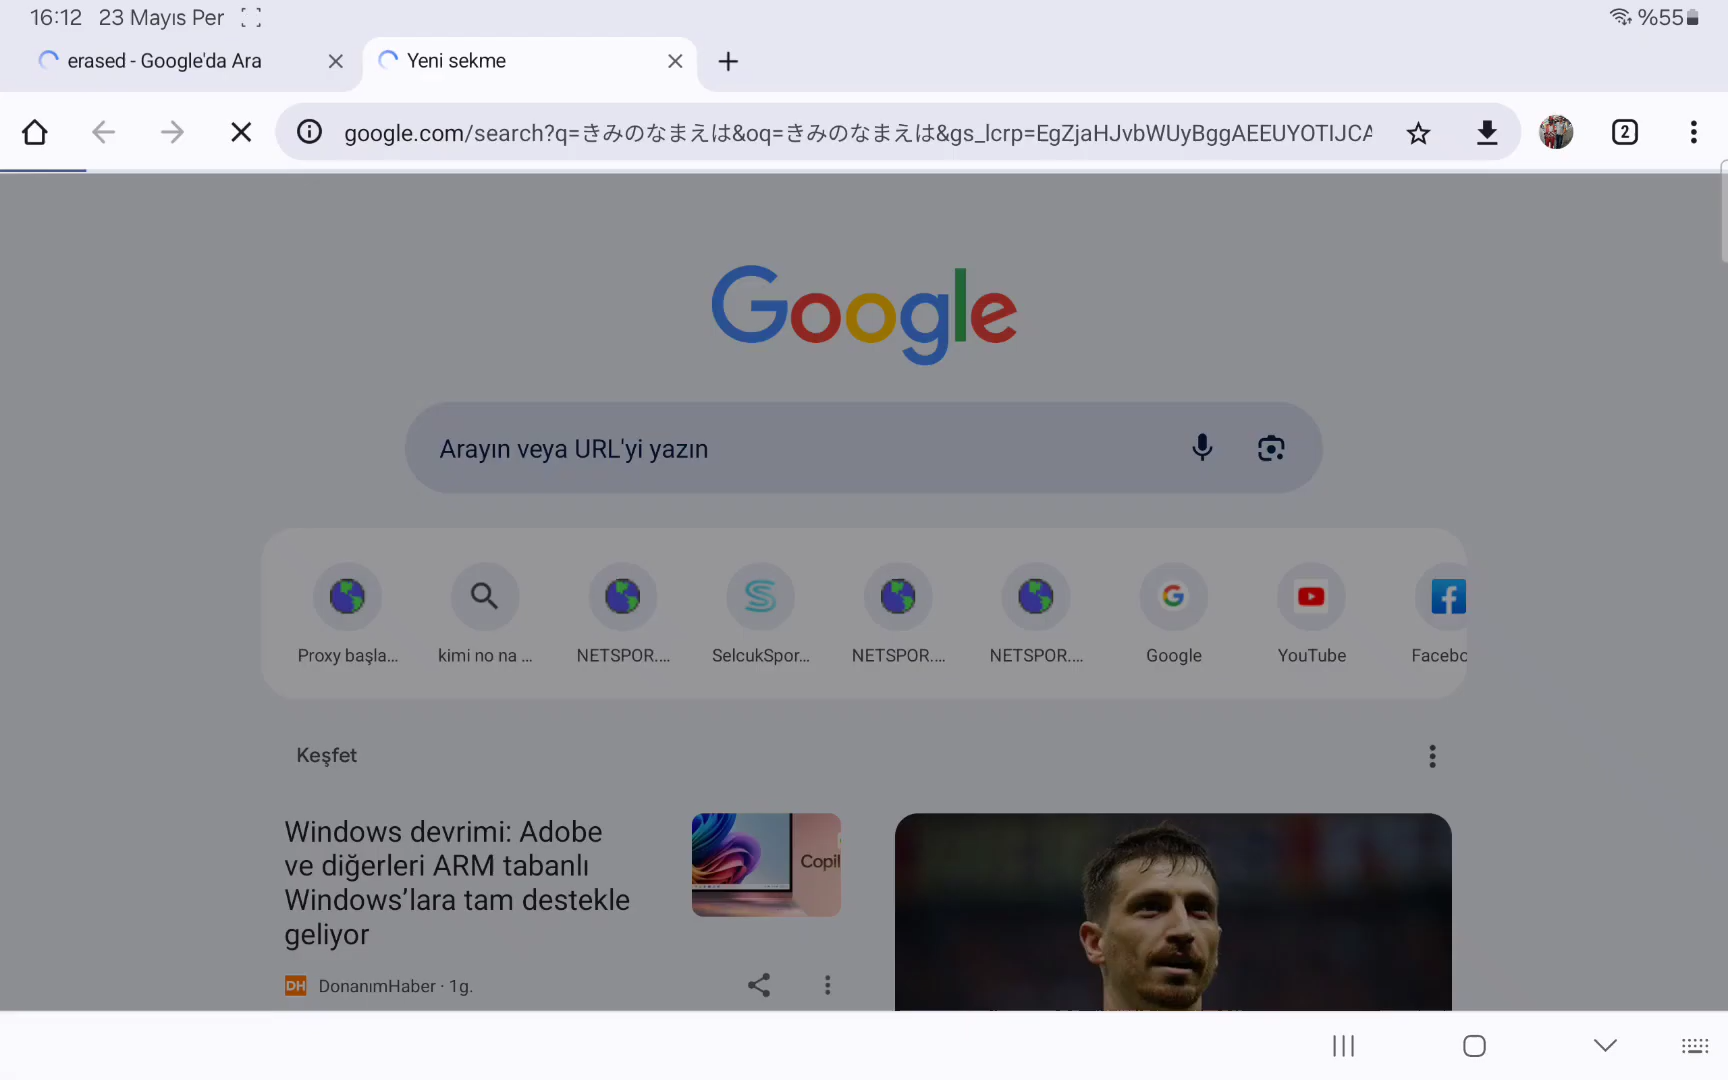 16:12 23 Mayıs Per %55
erased - Google'da Ara
Yeni sekme
google.com/search?q=きみのなまえは&oq=きみのなまえは&gs_lcrp=EgZjaHJvbWUyBggAEEUYOTIJCA
2
Google
Arayın veya URL'yi yazın
Proxy başla...
kimi no na ...
NETSPOR....
SelcukSpor...
NETSPOR....
NETSPOR....
Google
YouTube
Facebo
Keşfet
Windows devrimi: Adobe
ve diğerleri ARM tabanlı
Windows’lara tam destekle
geliyor
Copil
DH DonanımHaber · 1g.